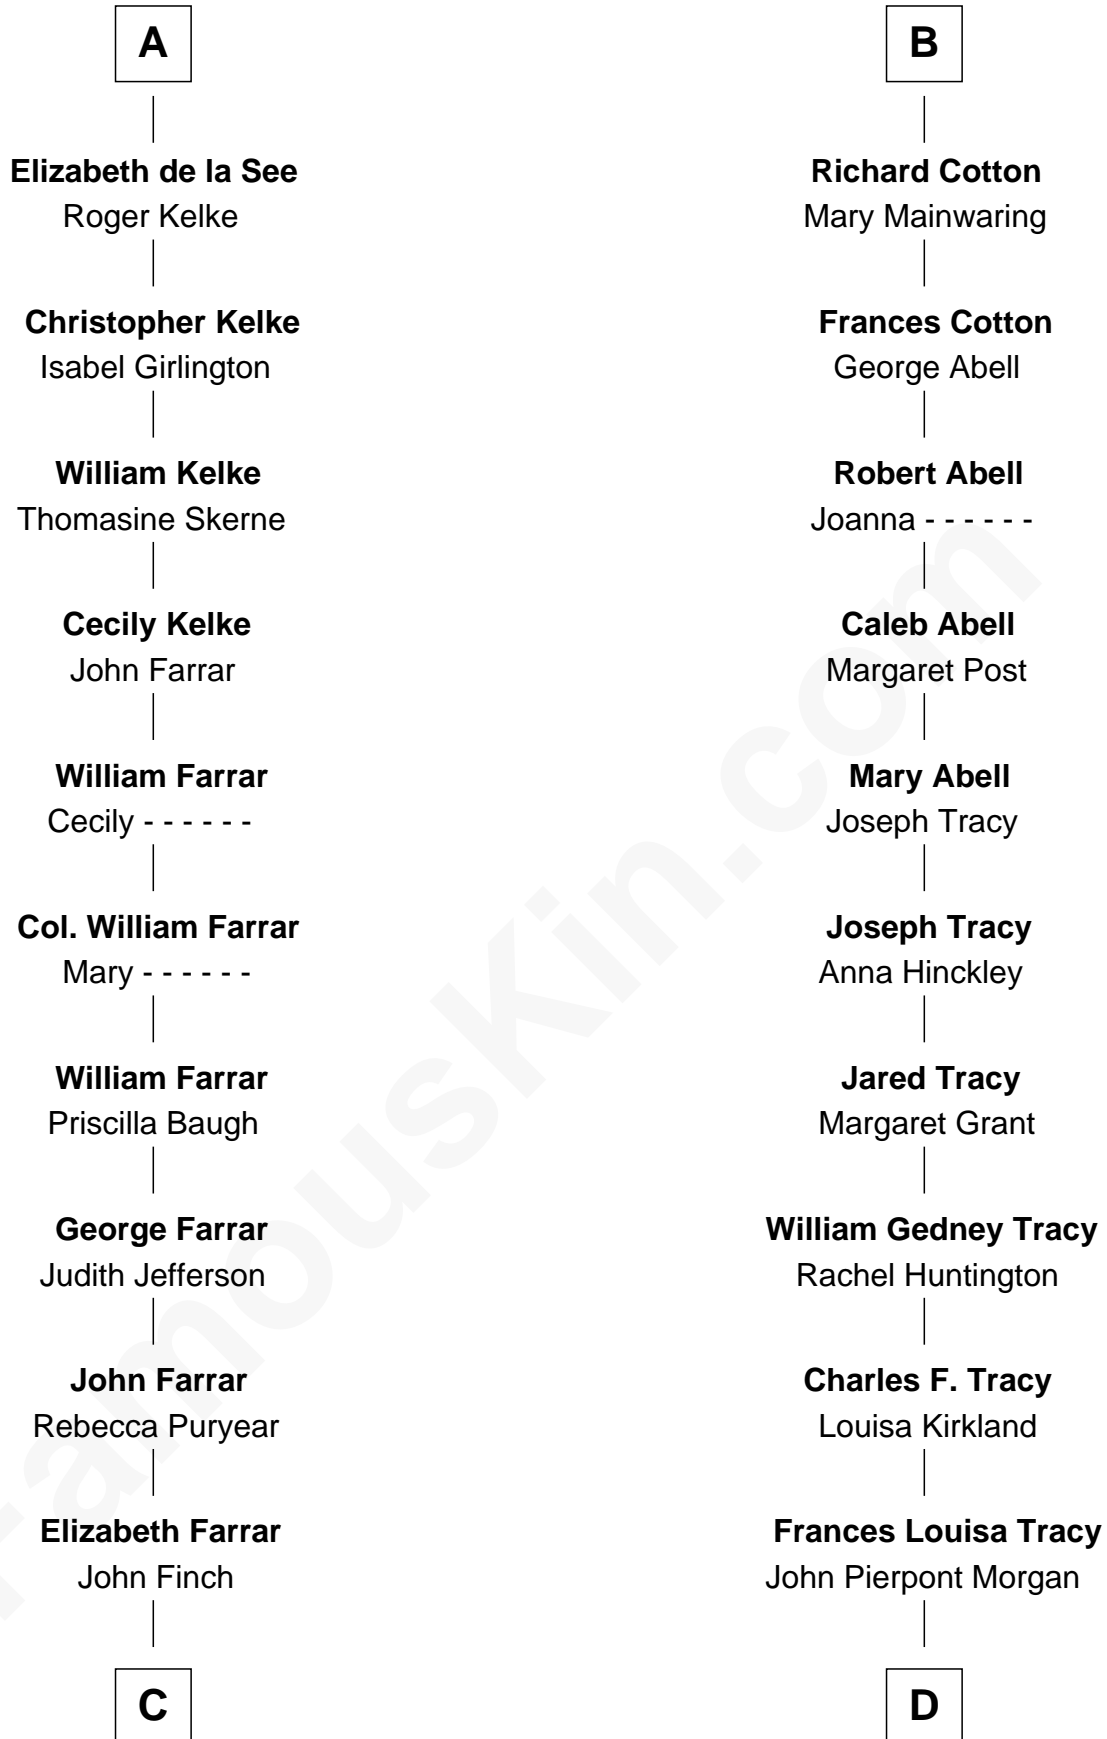 A
Elizabeth de la See
Roger Kelke
Christopher Kelke
Isabel Girlington
William Kelke
Thomasine Skerne
Cecily Kelke
John Farrar
William Farrar
Cecily - - - - - -
Col. William Farrar
Mary - - - - - -
William Farrar
Priscilla Baugh
George Farrar
Judith Jefferson
John Farrar
Rebecca Puryear
Elizabeth Farrar
John Finch
C
B
Richard Cotton
Mary Mainwaring
Frances Cotton
George Abell
Robert Abell
Joanna - - - - - -
Caleb Abell
Margaret Post
Mary Abell
Joseph Tracy
Joseph Tracy
Anna Hinckley
Jared Tracy
Margaret Grant
William Gedney Tracy
Rachel Huntington
Charles F. Tracy
Louisa Kirkland
Frances Louisa Tracy
John Pierpont Morgan
D
FamousKin.com